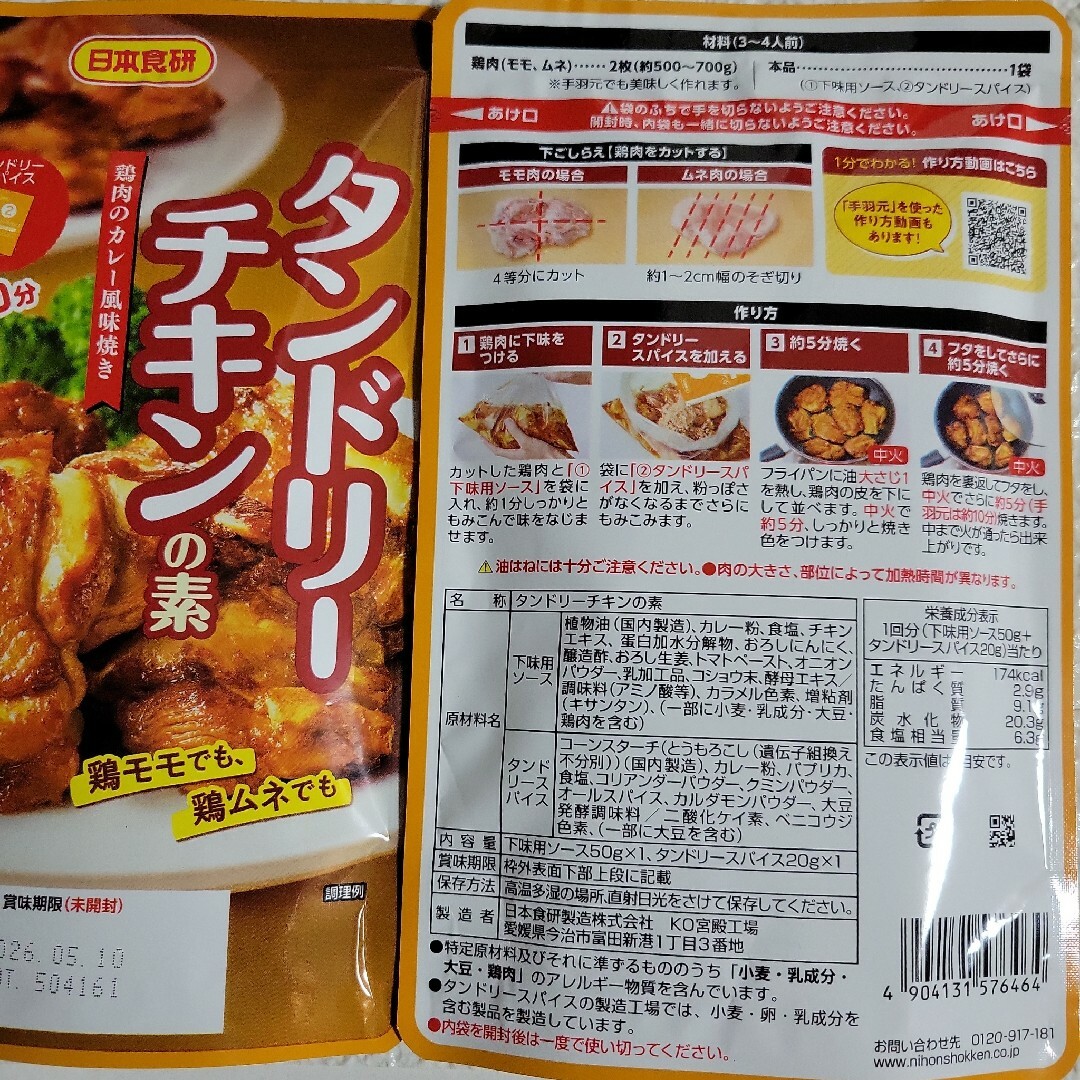 日本食研
ンドリー
パイス
②
分
鶏肉のカレー風味焼き
タンドリー
チキンの素
鶏モモでも、
鶏ムネでも
調理例
賞味期限(未開封)
026.05.10
504161
材料(3〜4人前)
鶏肉(モモ、ムネ)……2枚(約500〜700g)
※手羽元でも美味しく作れます。
本品……………………………1袋
(①下味用ソース、②タンドリースパイス)
あけ口
⚠袋のふちで手を切らないようご注意ください。
開封時、内袋も一緒に切らないようご注意ください。
あけ口
下ごしらえ【鶏肉をカットする】
モモ肉の場合
4等分にカット
ムネ肉の場合
約1〜2cm幅のそぎ切り
1分でわかる! 作り方動画はこちら
「手羽元」を使った
作り方動画も
あります!
作り方
1 鶏肉に下味を
つける
カットした鶏肉と「①
下味用ソース」を袋に
入れ、約1分しっかりと
もみこんで味をなじま
せます。
2 タンドリー
スパイスを加える
袋に「②タンドリースパ
イス」を加え、粉っぽさ
がなくなるまでさらに
もみこみます。
3 約5分焼く
中火
フライパンに油大さじ1
を熱し、鶏肉の皮を下に
して並べます。中火で
約5分、しっかりと焼き
色をつけます。
4 フタをしてさらに
約5分焼く
中火
鶏肉を裏返してフタをし、
中火でさらに約5分(手
羽元は約10分)焼きます。
中まで火が通ったら出来
上がりです。
⚠油はねには十分ご注意ください。●肉の大きさ、部位によって加熱時間が異なります。
名称 タンドリーチキンの素
原材料名
下味用
ソース
植物油(国内製造)、カレー粉、食塩、チキン
エキス、蛋白加水分解物、おろしにんにく、
醸造酢、おろし生姜、トマトペースト、オニオン
パウダー、乳加工品、コショウ末、酵母エキス/
調味料(アミノ酸等)、カラメル色素、増粘剤
(キサンタン)、(一部に小麦・乳成分・大豆・
鶏肉を含む)
タンド
リース
パイス
コーンスターチ(とうもろこし(遺伝子組換え
不分別))(国内製造)、カレー粉、パプリカ、
食塩、コリアンダーパウダー、クミンパウダー、
オールスパイス、カルダモンパウダー、大豆
発酵調味料/二酸化ケイ素、ベニコウジ
色素、(一部に大豆を含む)
内容量 下味用ソース50g×1、タンドリースパイス20g×1
賞味期限 枠外表面下部上段に記載
保存方法 高温多湿の場所、直射日光をさけて保存してください。
製造者 日本食研製造株式会社 KO宮殿工場
愛媛県今治市富田新港1丁目3番地
栄養成分表示
1回分(下味用ソース50g+
タンドリースパイス20g)当たり
エネルギー 174kcal
たんぱく質 2.9g
脂質 9.1g
炭水化物 20.3g
食塩相当量 6.3g
この表示値は、目安です。
●特定原材料及びそれに準ずるもののうち「小麦・乳成分・
大豆・鶏肉」のアレルギー物質を含んでいます。
●タンドリースパイスの製造工場では、小麦・卵・乳成分を
含む製品を製造しています。
●内袋を開封後は一度で使い切ってください。
4 904131 576464
お問い合わせ先 0120-917-181
www.nihonshokken.co.jp